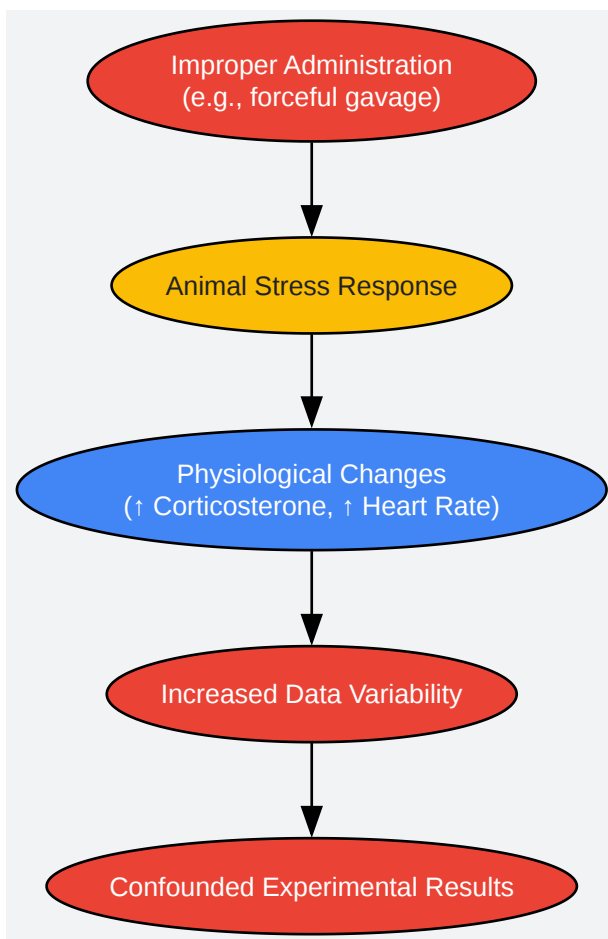 Improper Administration
(e.g., forceful gavage)
Animal Stress Response
Physiological Changes
(↑ Corticosterone, ↑ Heart Rate)
Increased Data Variability
Confounded Experimental Results